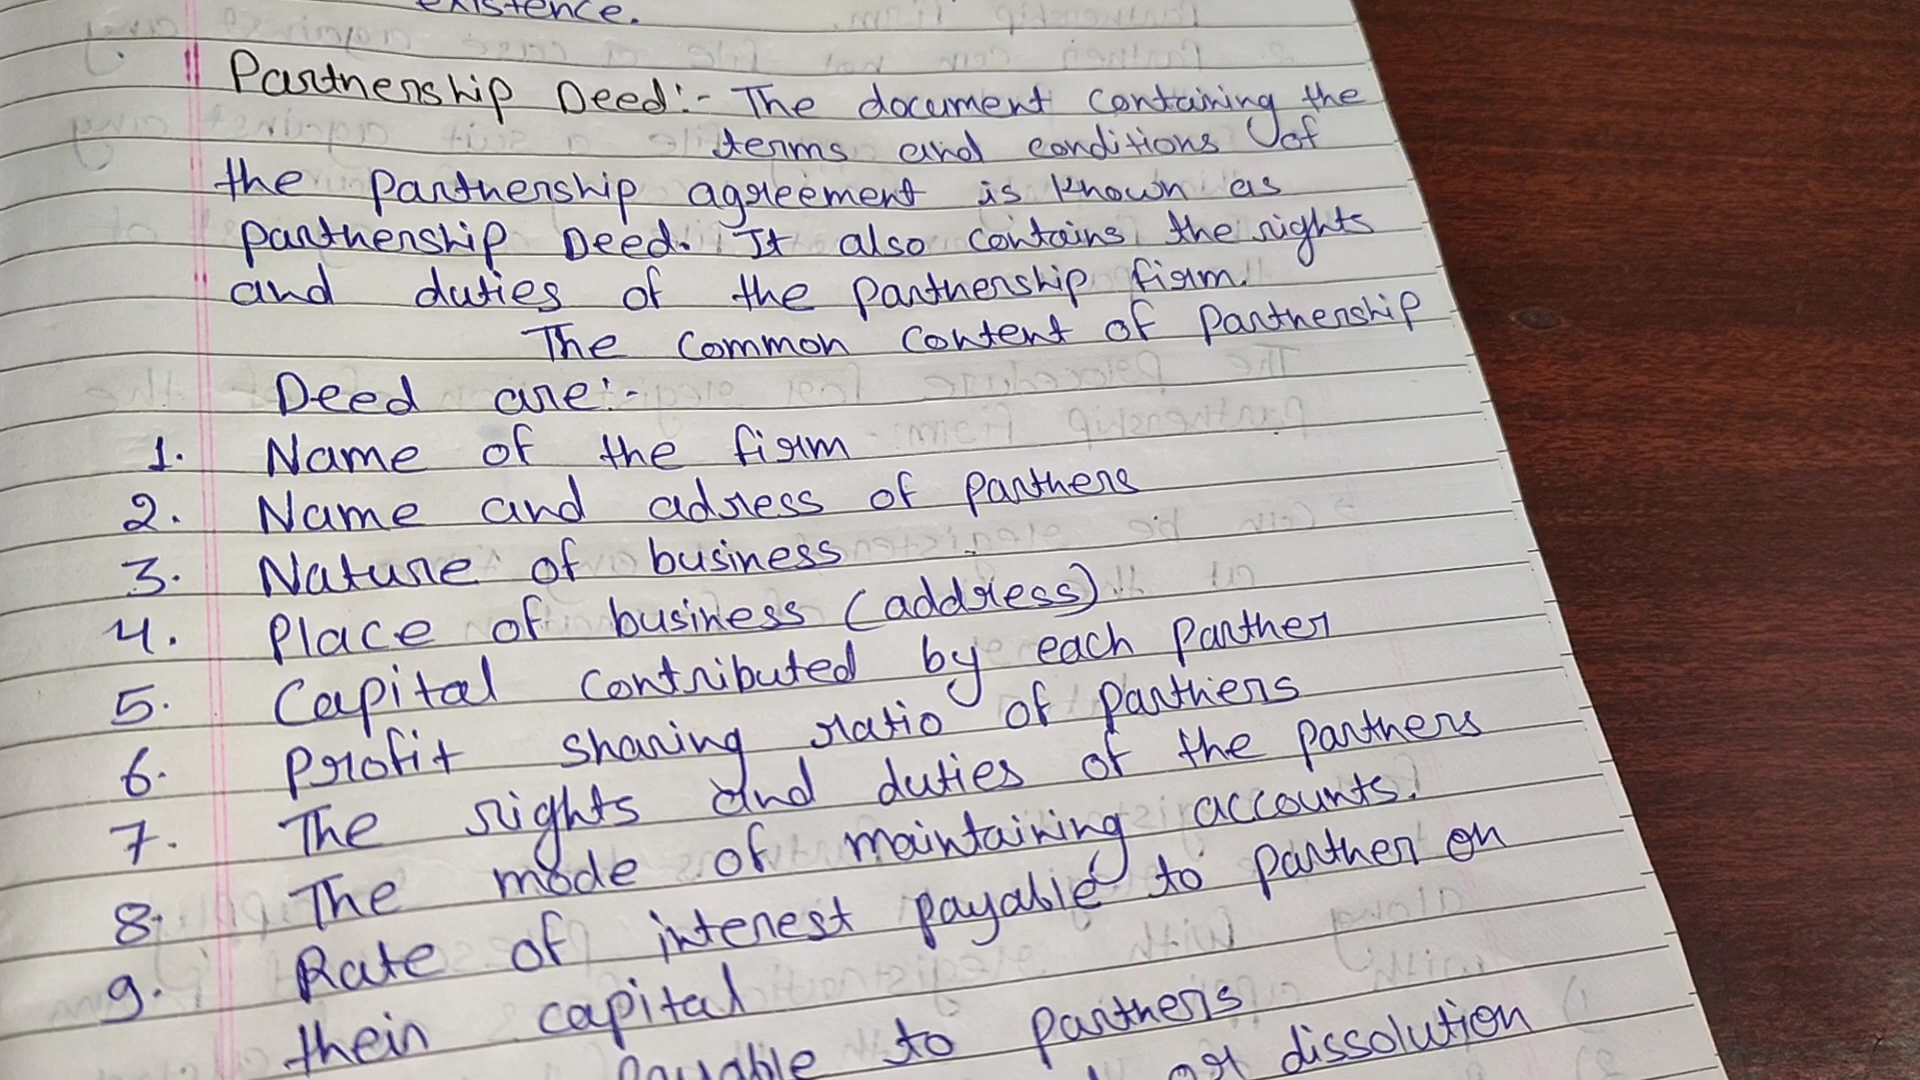 existence.
Partnership Deed:- The document containing the
terms and conditions of
the partnership agreement is known as
partnership Deed. It also contains the rights
and duties of the partnership firm.
The common content of partnership
Deed are:-
1. Name of the firm
2. Name and adress of partners
3. Nature of business
4. Place of business (address)
5. Capital contributed by each partner
6. Profit sharing ratio of partners
7. The rights and duties of the partners
8. The mode of maintaining accounts.
9. Rate of interest payable to partner on
their capital
payable to partners
or dissolution